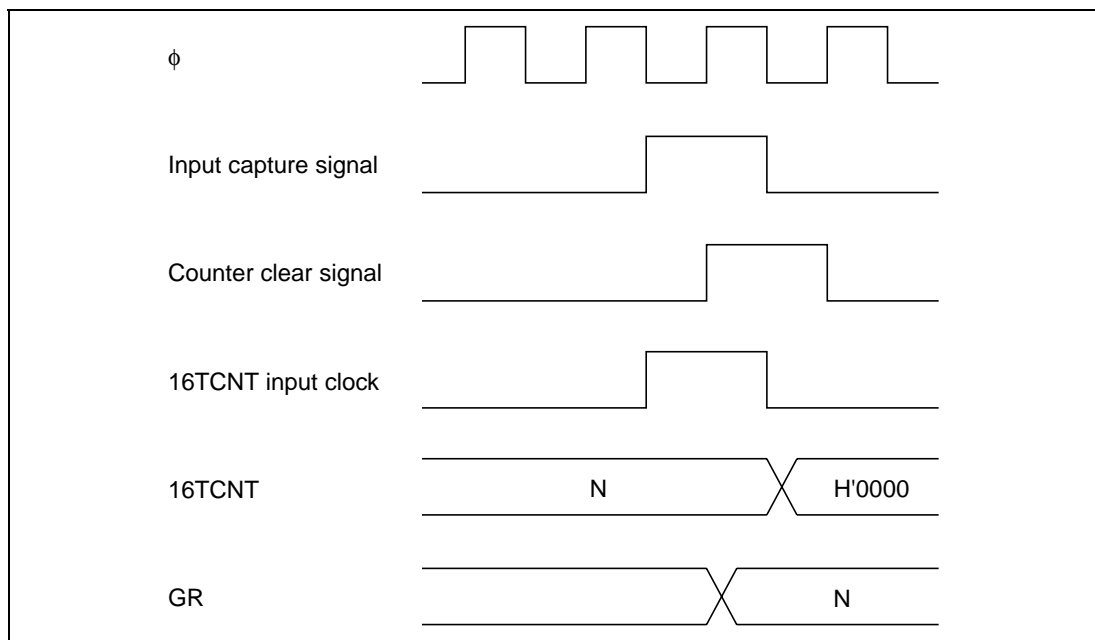 ϕ
Input capture signal
Counter clear signal
16TCNT input clock
16TCNT N H'0000
GR N